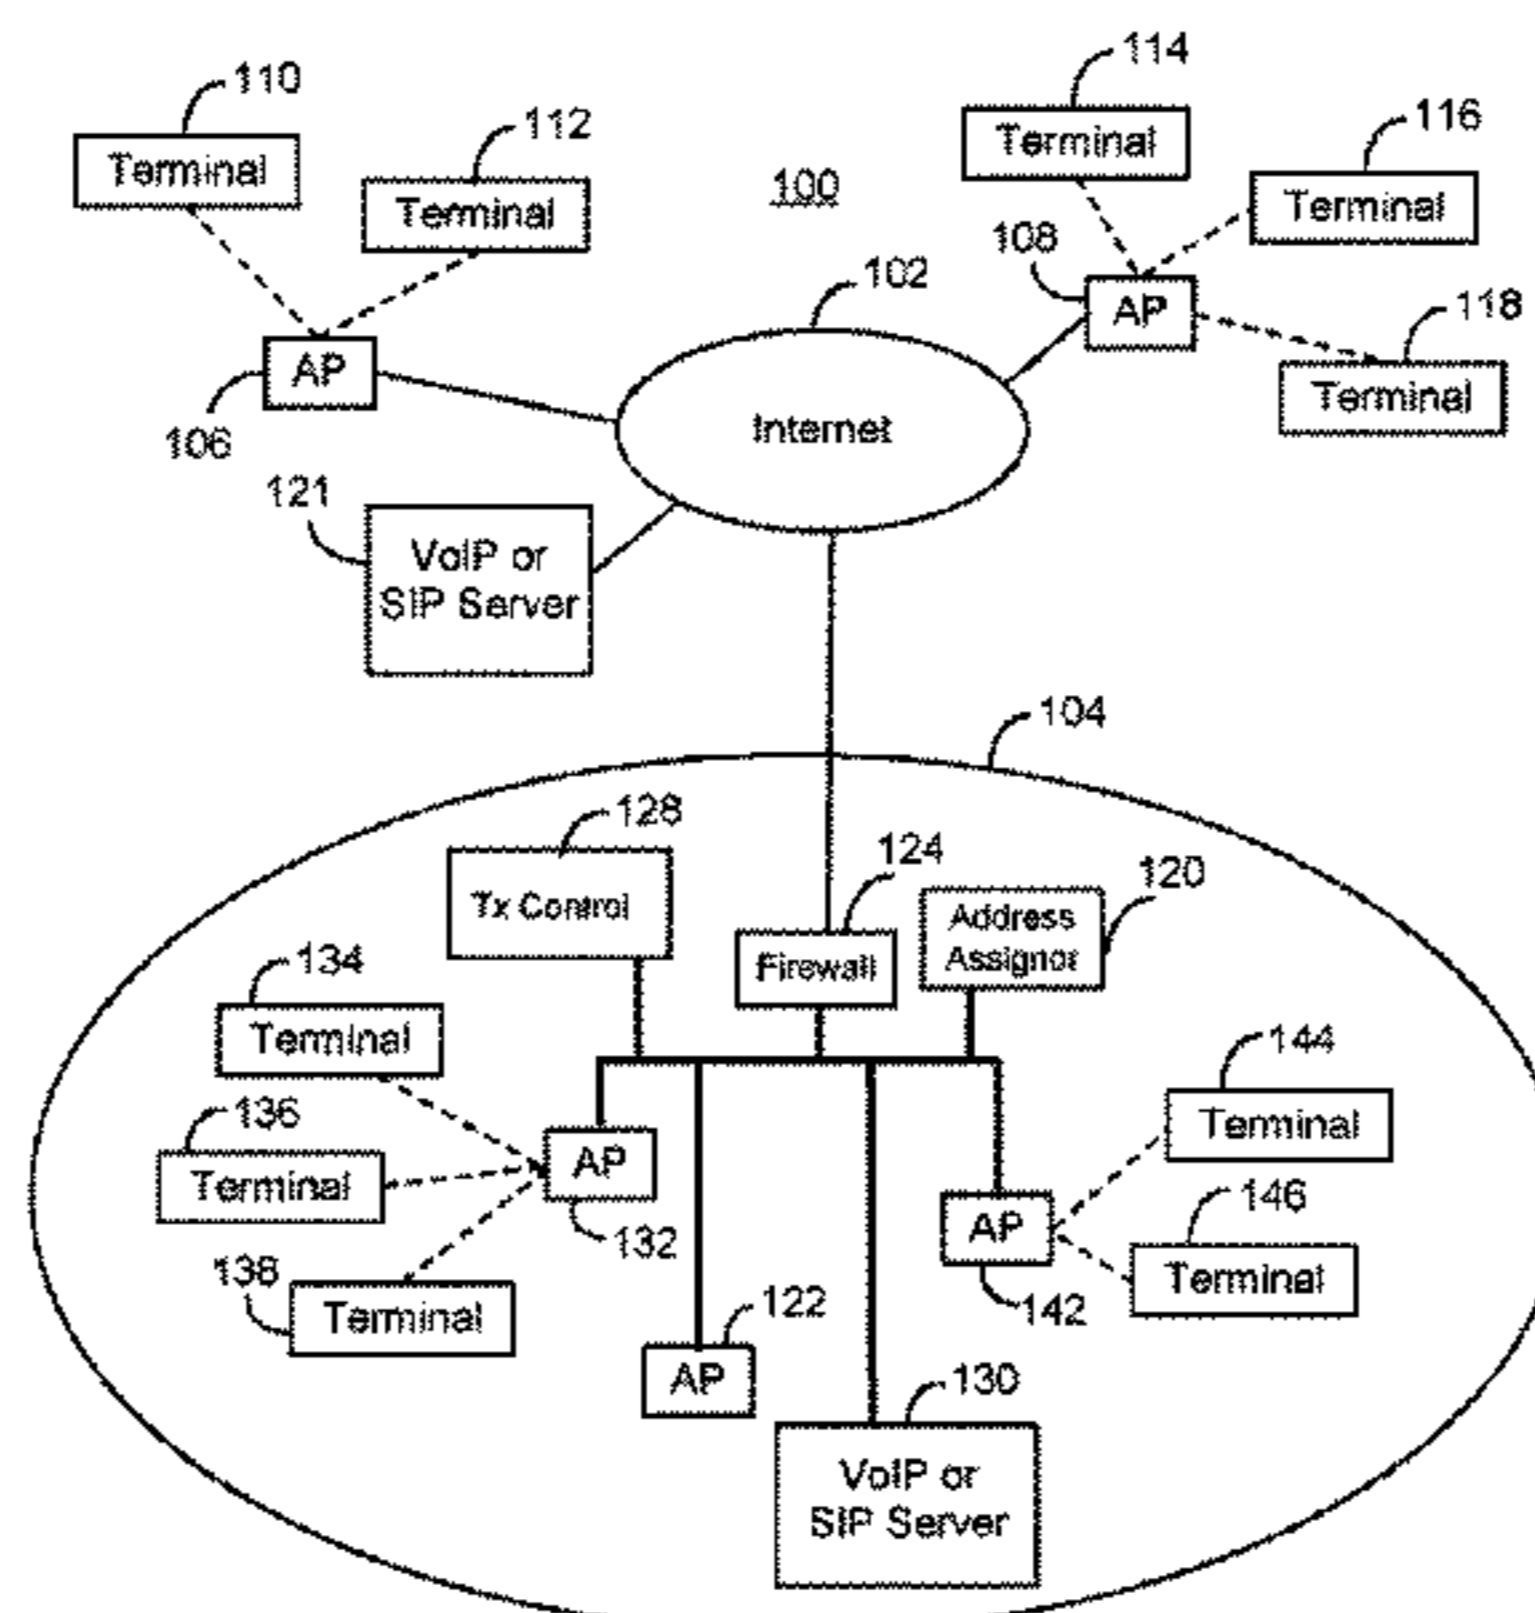 110
Terminal
112
Terminal
100
114
Terminal
116
Terminal
108
AP
118
Terminal
102
Internet
AP
106
121
VoIP or
SIP Server
104
128
Tx Control
124
Firewall
120
Address
Assignor
134
Terminal
136
Terminal
138
Terminal
AP
132
122
AP
130
VoIP or
SIP Server
144
Terminal
146
Terminal
AP
142